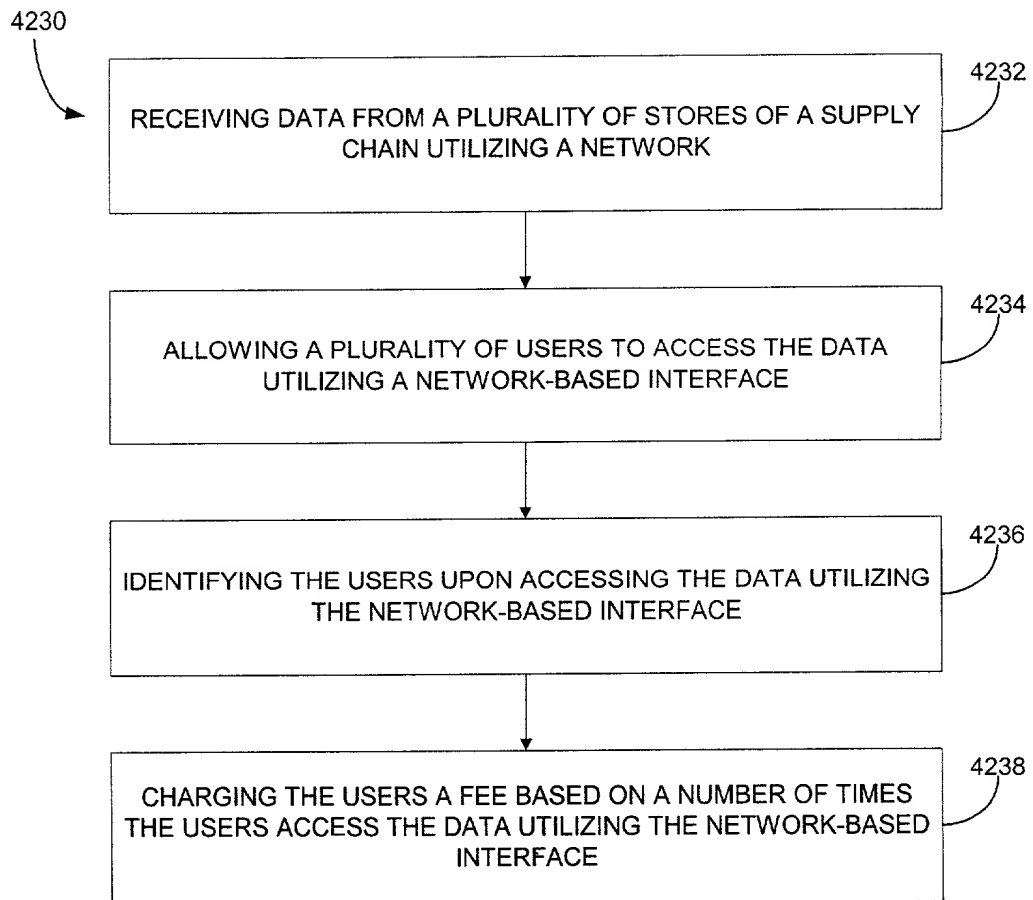 4230
4232
RECEIVING DATA FROM A PLURALITY OF STORES OF A SUPPLY
CHAIN UTILIZING A NETWORK
4234
ALLOWING A PLURALITY OF USERS TO ACCESS THE DATA
UTILIZING A NETWORK-BASED INTERFACE
4236
IDENTIFYING THE USERS UPON ACCESSING THE DATA UTILIZING
THE NETWORK-BASED INTERFACE
4238
CHARGING THE USERS A FEE BASED ON A NUMBER OF TIMES
THE USERS ACCESS THE DATA UTILIZING THE NETWORK-BASED
INTERFACE